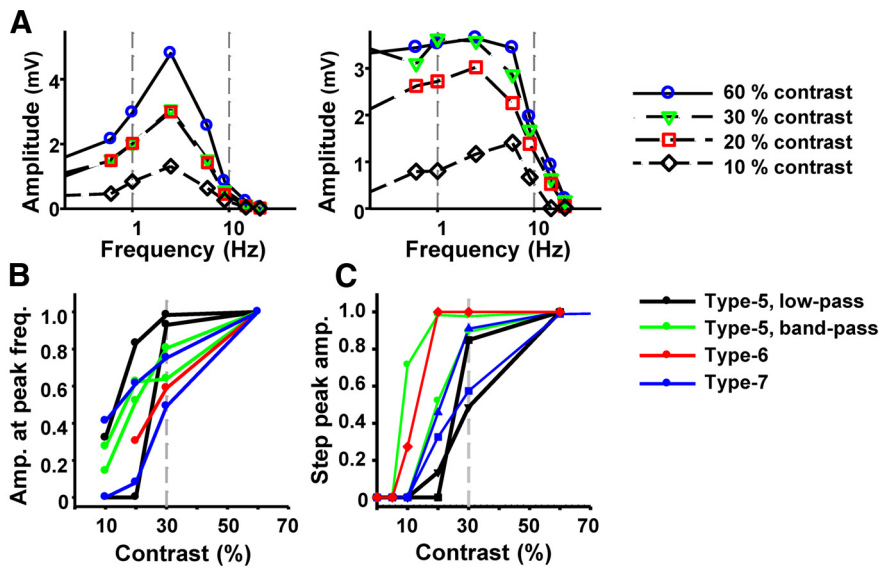 A
Amplitude (mV)
4
2
0
1
10
Frequency (Hz)
Amplitude (mV)
3
2
1
0
1
10
Frequency (Hz)
60 % contrast
30 % contrast
20 % contrast
10 % contrast
B
Amp. at peak freq.
1.0
0.8
0.6
0.4
0.2
0
10
30
50
70
Contrast (%)
C
Step peak amp.
1.0
0.8
0.6
0.4
0.2
0
10
30
50
70
Contrast (%)
Type-5, low-pass
Type-5, band-pass
Type-6
Type-7